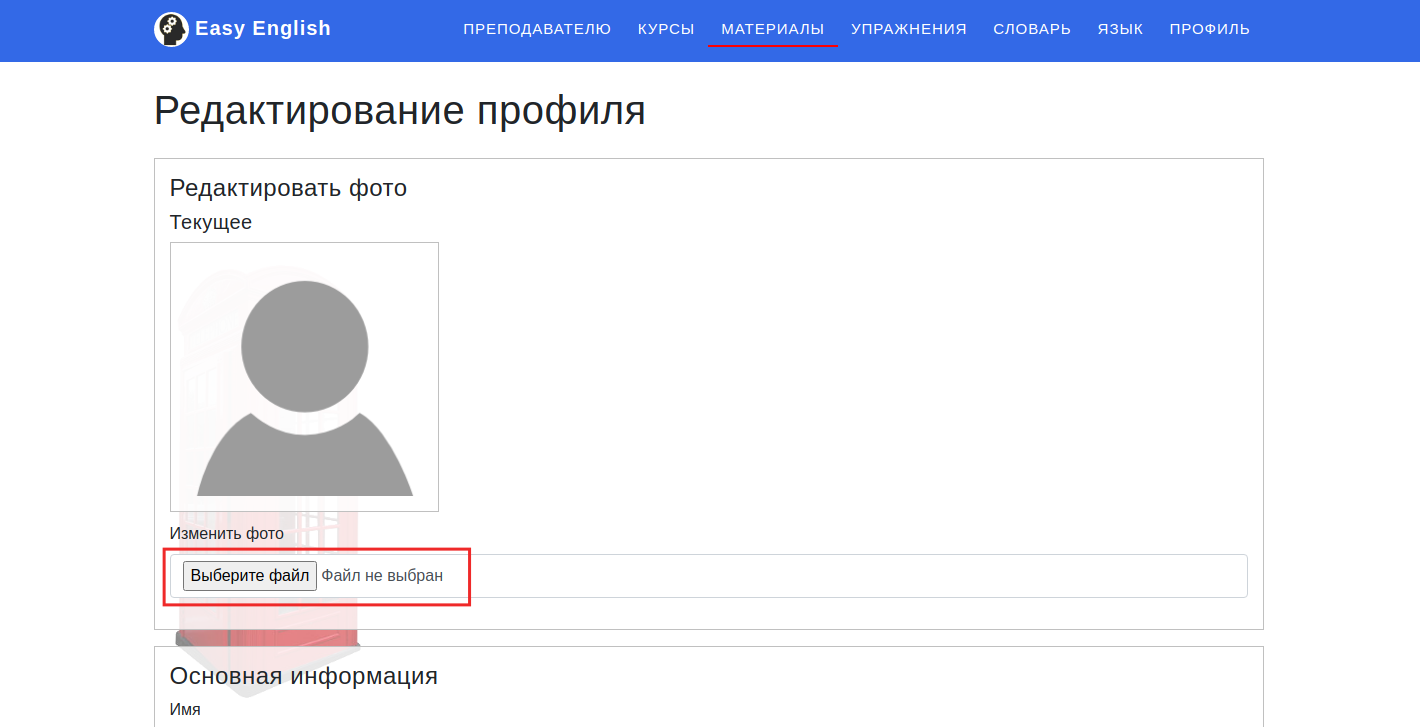 Easy English
ПРЕПОДАВАТЕЛЮ КУРСЫ МАТЕРИАЛЫ УПРАЖНЕНИЯ СЛОВАРЬ ЯЗЫК ПРОФИЛЬ
Редактирование профиля
Редактировать фото
Текущее
Изменить фото
Выберите файл Файл не выбран
Основная информация
Имя